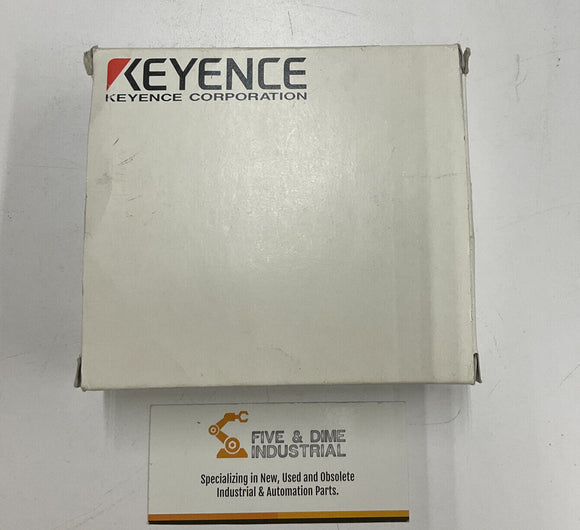 KEYENCE
KEYENCE CORPORATION
FIVE & DIME
INDUSTRIAL
Specializing in New, Used and Obsolete
Industrial & Automation Parts.